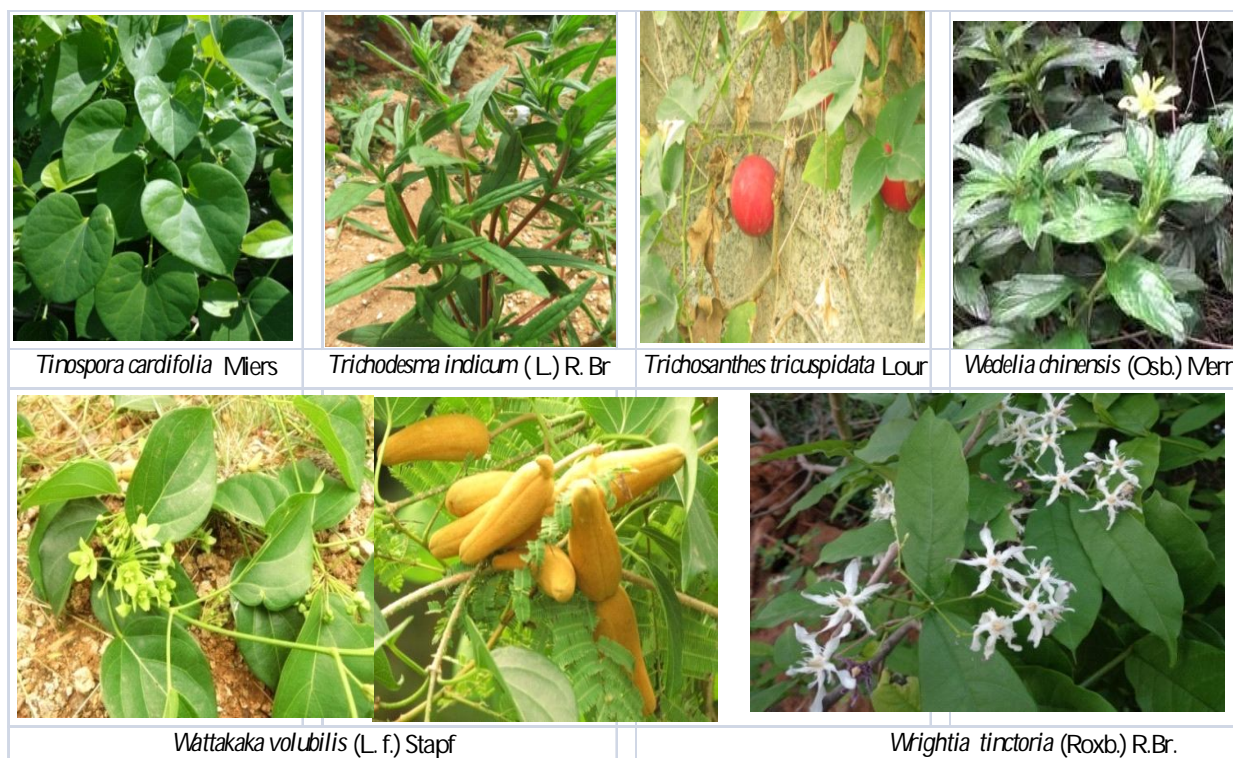 Tinospora cardifolia Miers
Trichodesma indicum ( L.) R. Br
Trichosanthes tricuspidata Lour
Wedelia chinensis (Osb.) Merr
Wattakaka volubilis (L. f.) Stapf
Wrightia tinctoria (Roxb.) R.Br.